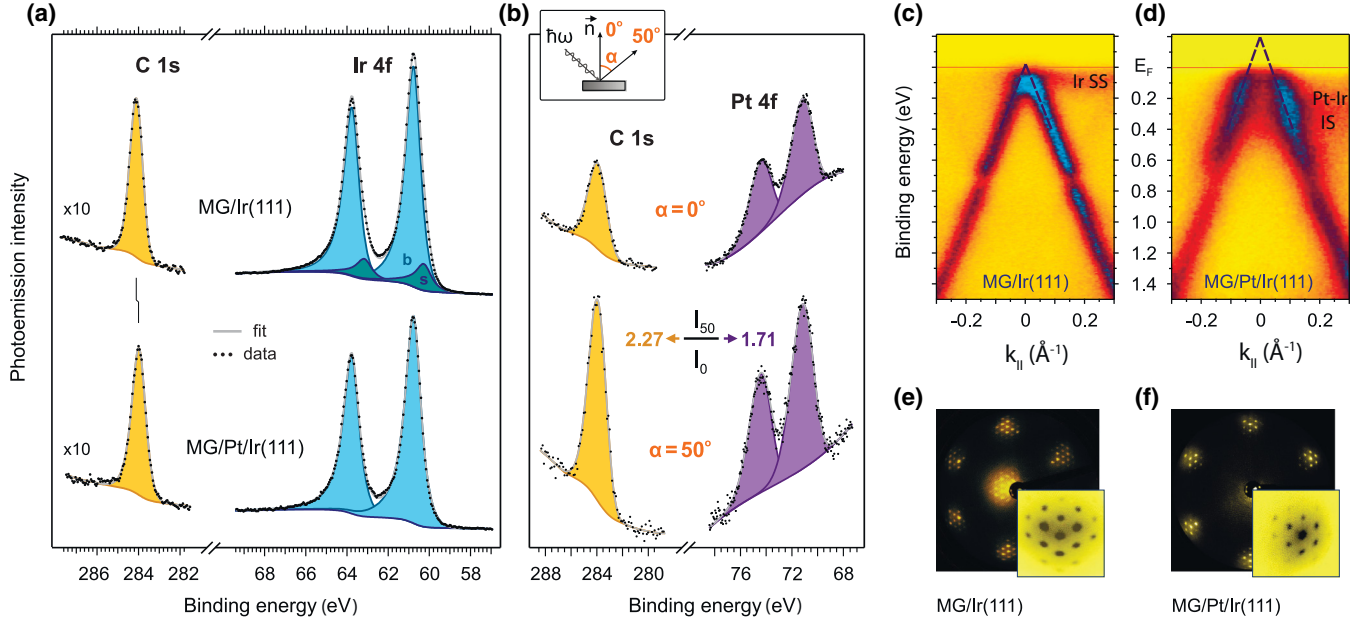 (a)
C 1s
Ir 4f
x10
MG/Ir(111)
b
s
fit
data
x10
MG/Pt/Ir(111)
Photoemission intensity
286 284 282 68 66 64 62 60
Binding energy (eV)
(b)
ħω
n
0°
50°
α
C 1s
Pt 4f
α = 0°
2.27
I50
I0
1.71
α = 50°
288 284 280 76 72 68
Binding energy (eV)
(c)
Ir SS
MG/Ir(111)
-0.2 0 0.2
k|| (Å-1)
Binding energy (eV)
EF
0.2
0.4
0.6
0.8
1.0
1.2
1.4
(d)
Pt-Ir
IS
MG/Pt/Ir(111)
-0.2 0 0.2
k|| (Å-1)
(e)
MG/Ir(111)
(f)
MG/Pt/Ir(111)